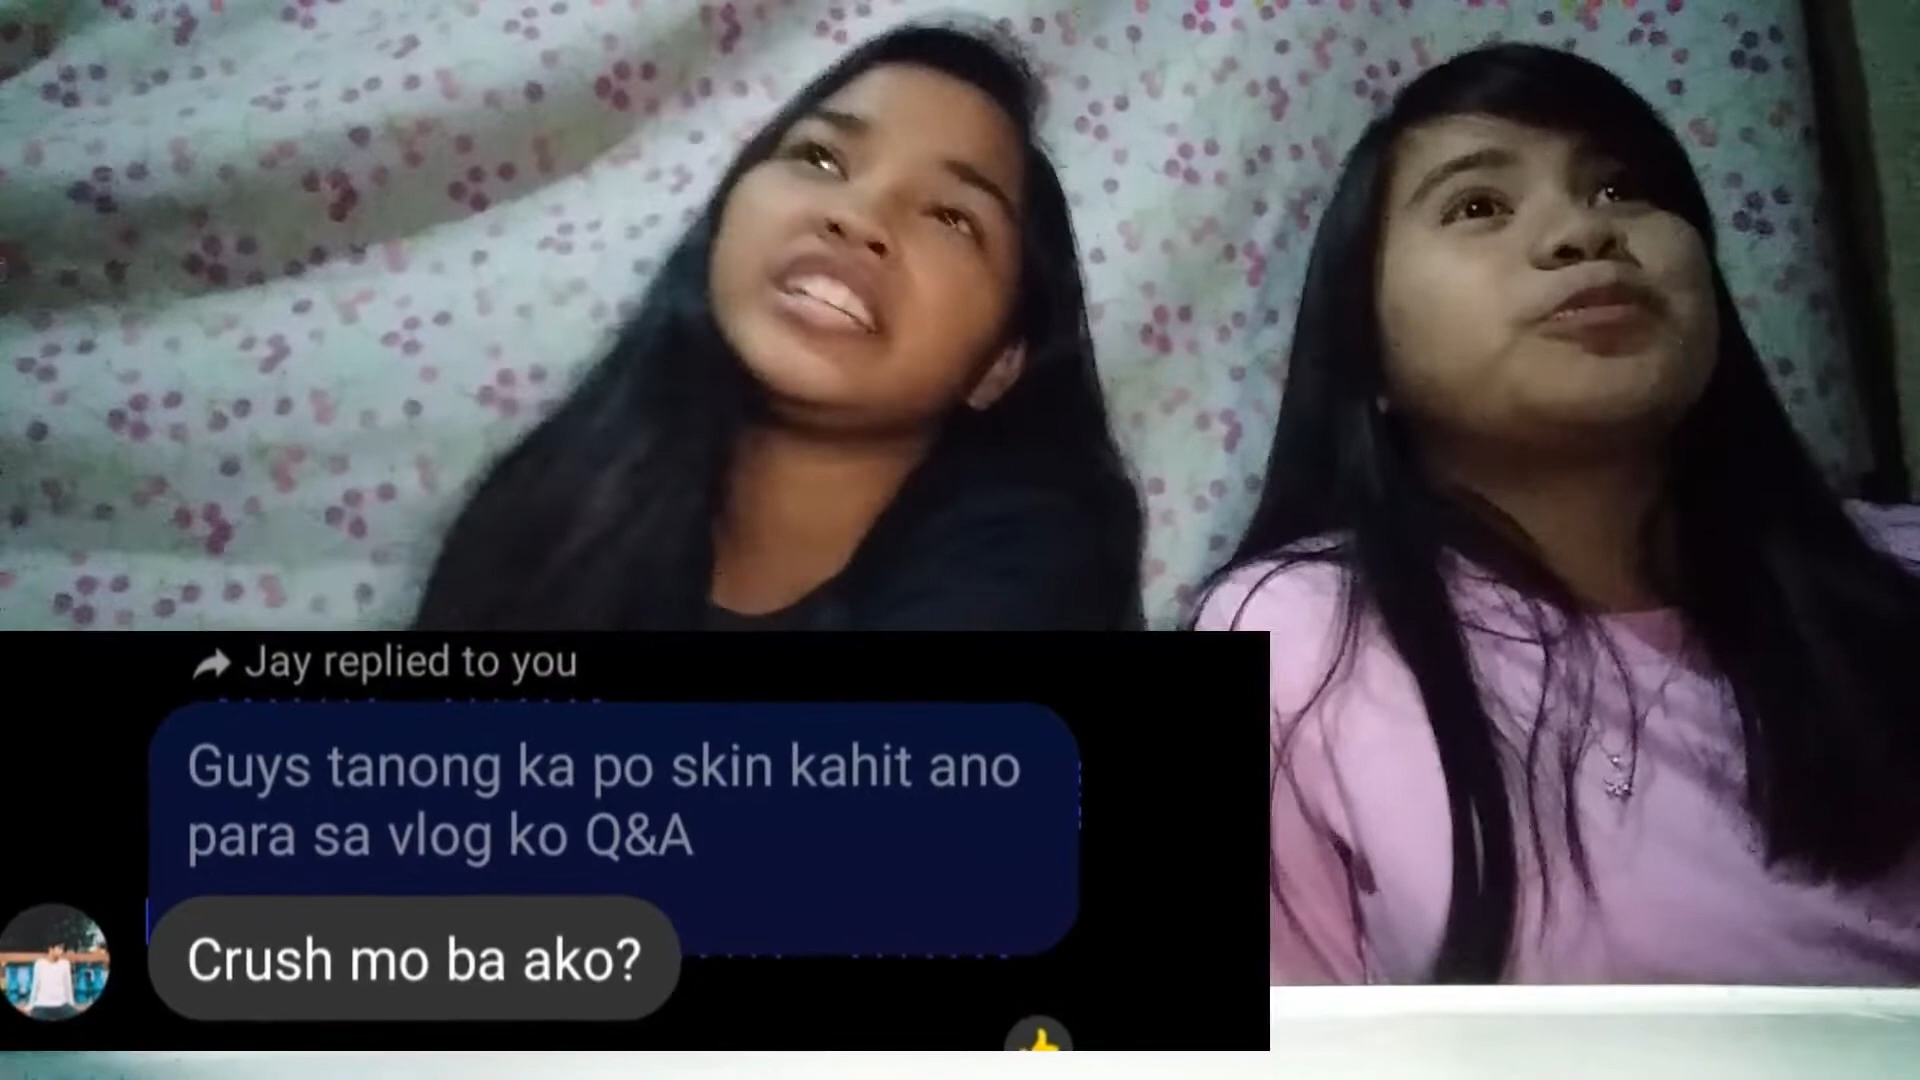 Jay replied to you
Guys tanong ka po skin kahit ano
para sa vlog ko Q&A
Crush mo ba ako?